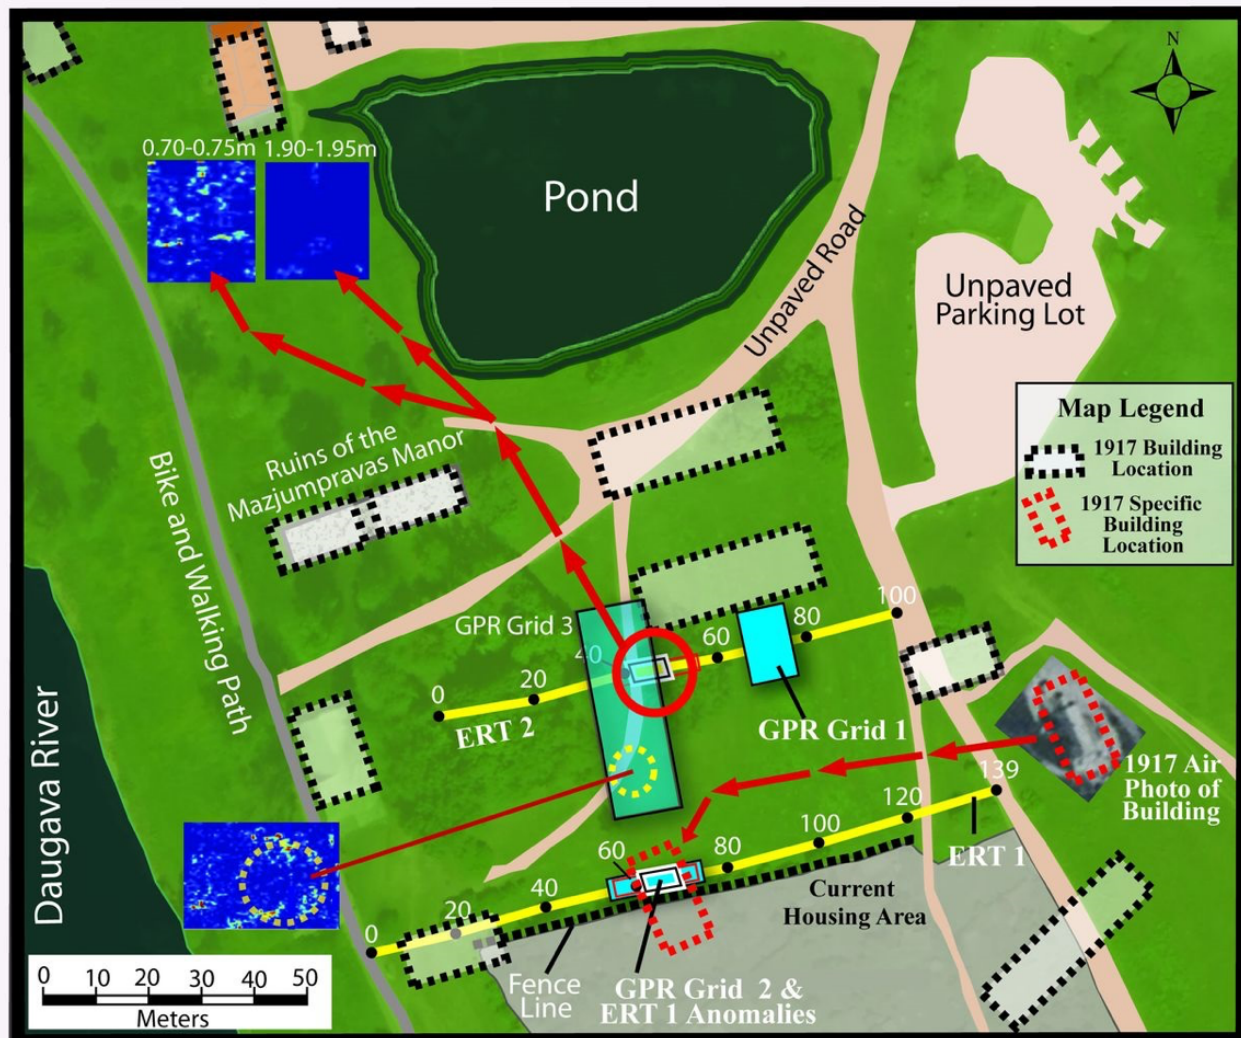 N
0.70-0.75m
1.90-1.95m
Pond
Unpaved Road
Unpaved
Parking Lot
Map Legend
1917 Building
Location
1917 Specific
Building
Location
Ruins of the
Mazjumpravas Manor
Bike and Walking Path
GPR Grid 3
0
20
40
60
80
100
ERT 2
GPR Grid 1
1917 Air
Photo of
Building
Daugava River
0
20
40
60
80
100
120
139
ERT 1
Current
Housing Area
Fence
Line
GPR Grid 2 &
ERT 1 Anomalies
0 10 20 30 40 50
Meters